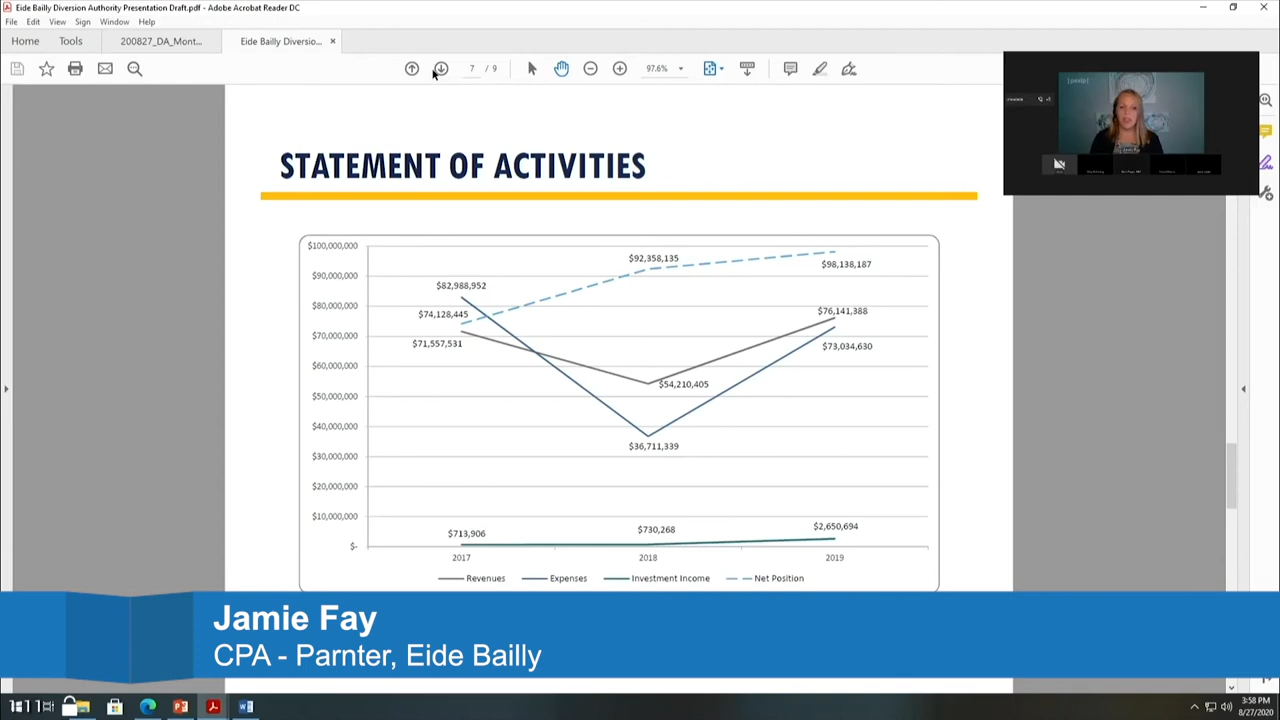 Eide Bailly Diversion Authority Presentation Draft.pdf - Adobe Acrobat Reader DC
File Edit View Sign Window Help
Home Tools 200827_DA_Mont... Eide Bailly Diversio... ×
7 / 9 97.6%
[pexip]
STATEMENT OF ACTIVITIES
$100,000,000
$90,000,000
$80,000,000
$70,000,000
$60,000,000
$50,000,000
$40,000,000
$30,000,000
$20,000,000
$10,000,000
$-
$82,988,952
$74,128,445
$71,557,531
$92,358,135
$54,210,405
$36,711,339
$98,138,187
$76,141,388
$73,034,630
$713,906
$730,268
$2,650,694
2017 2018 2019
Revenues Expenses Investment Income Net Position
Jamie Fay
CPA - Parnter, Eide Bailly
3:58 PM
8/27/2020